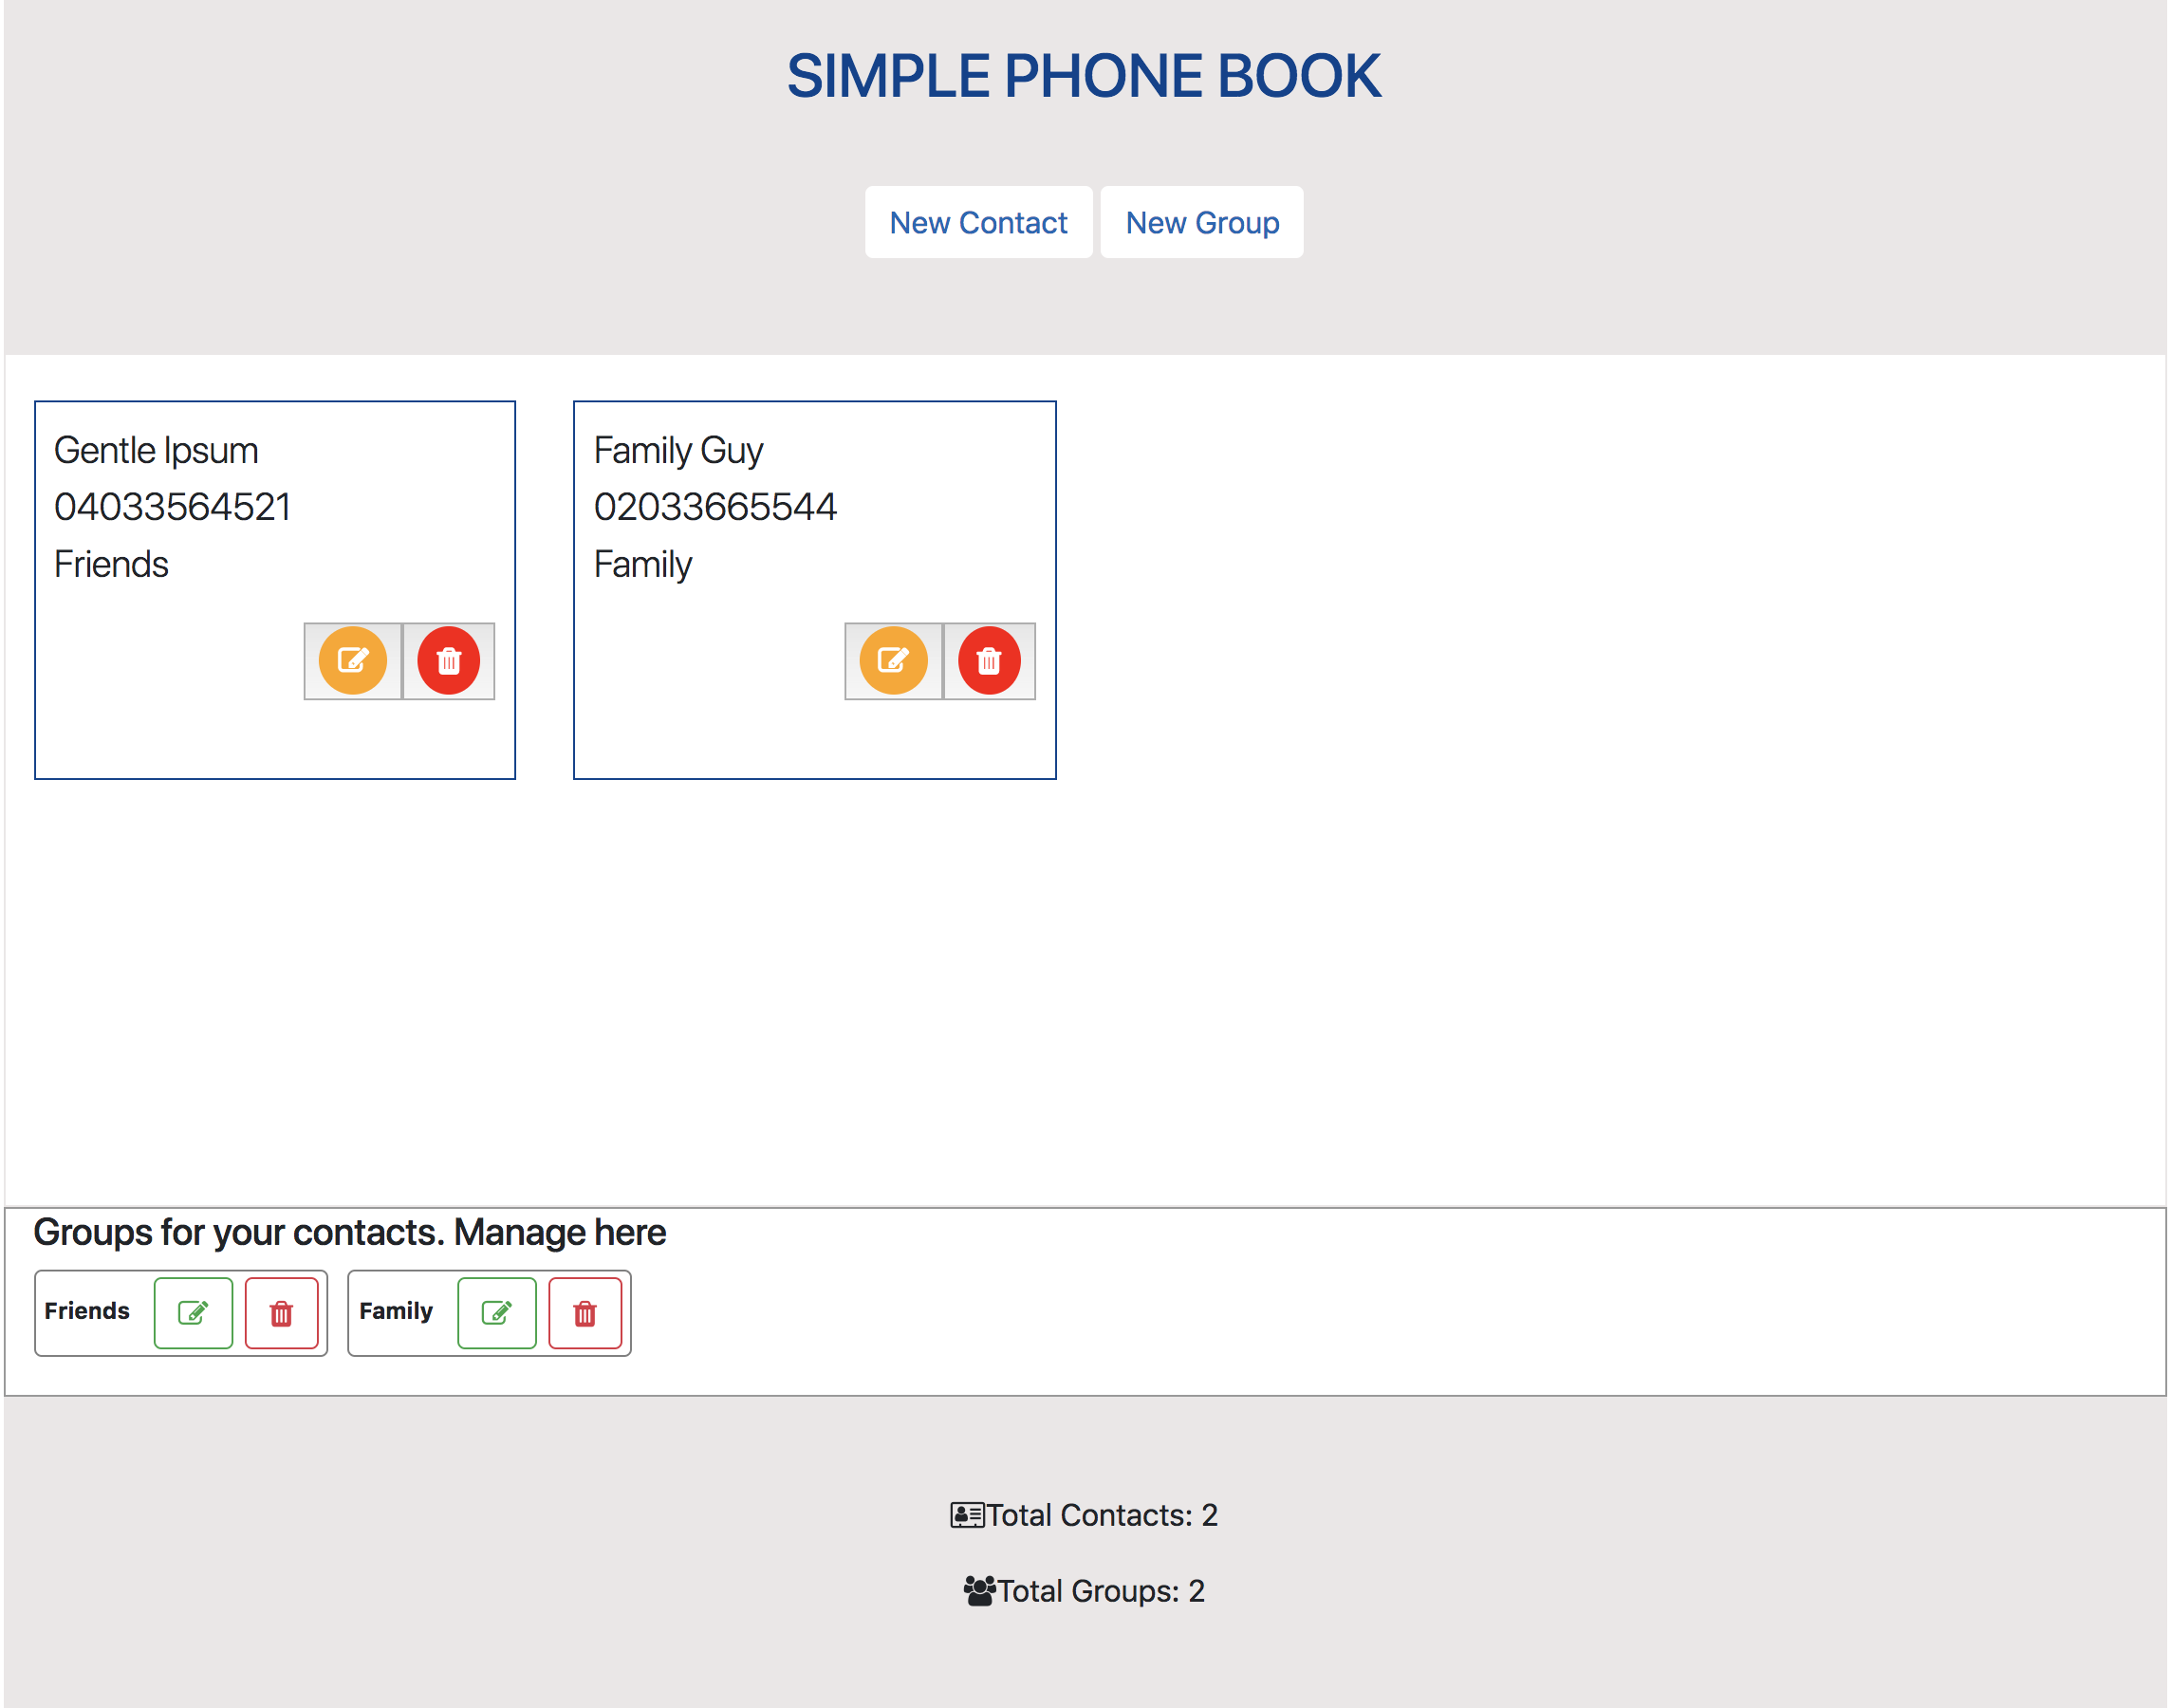 SIMPLE PHONE BOOK
New Contact New Group
Gentle Ipsum
04033564521
Friends
Family Guy
02033665544
Family
Groups for your contacts. Manage here
Friends
Family
Total Contacts: 2
Total Groups: 2